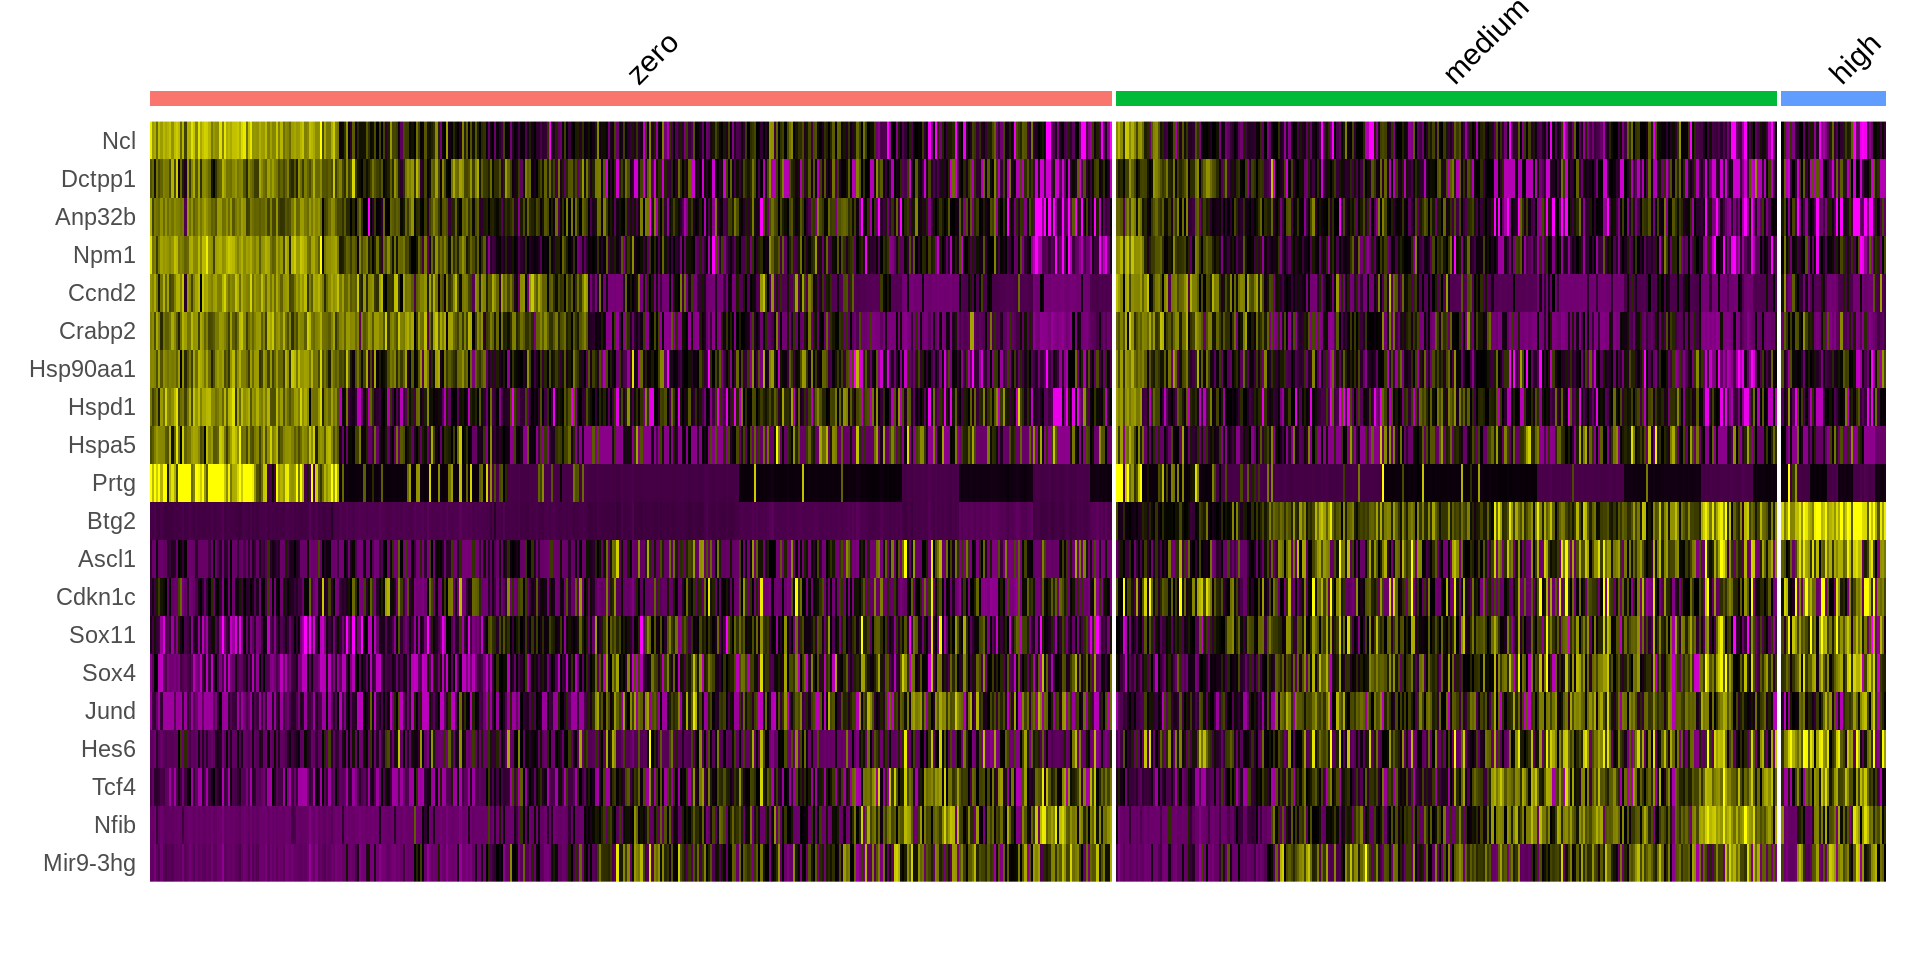 zero
medium
high
Ncl
Dctpp1
Anp32b
Npm1
Ccnd2
Crabp2
Hsp90aa1
Hspd1
Hspa5
Prtg
Btg2
Ascl1
Cdkn1c
Sox11
Sox4
Jund
Hes6
Tcf4
Nfib
Mir9-3hg